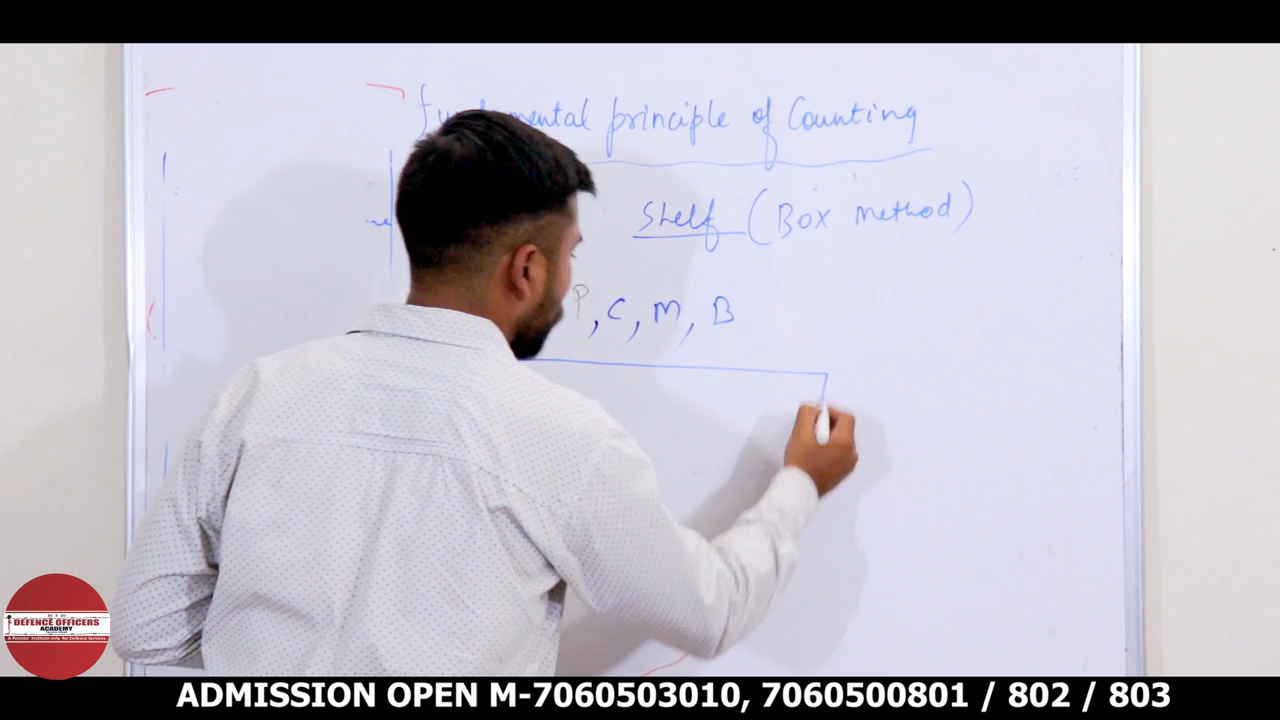 fundamental principle of Counting
Shelf (Box Method)
P, C, M, B
DEFENCE OFFICERS
ACADEMY
A Premier Institute only for Defence Services
ADMISSION OPEN M-7060503010, 7060500801 / 802 / 803